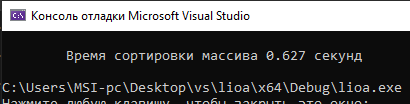 Консоль отладки Microsoft Visual Studio
Время сортировки массива 0.627 секунд
C:\Users\MSI-pc\Desktop\vs\lioa\x64\Debug\lioa.exe
Нажмите любую клавишу, чтобы закрыть это окно: